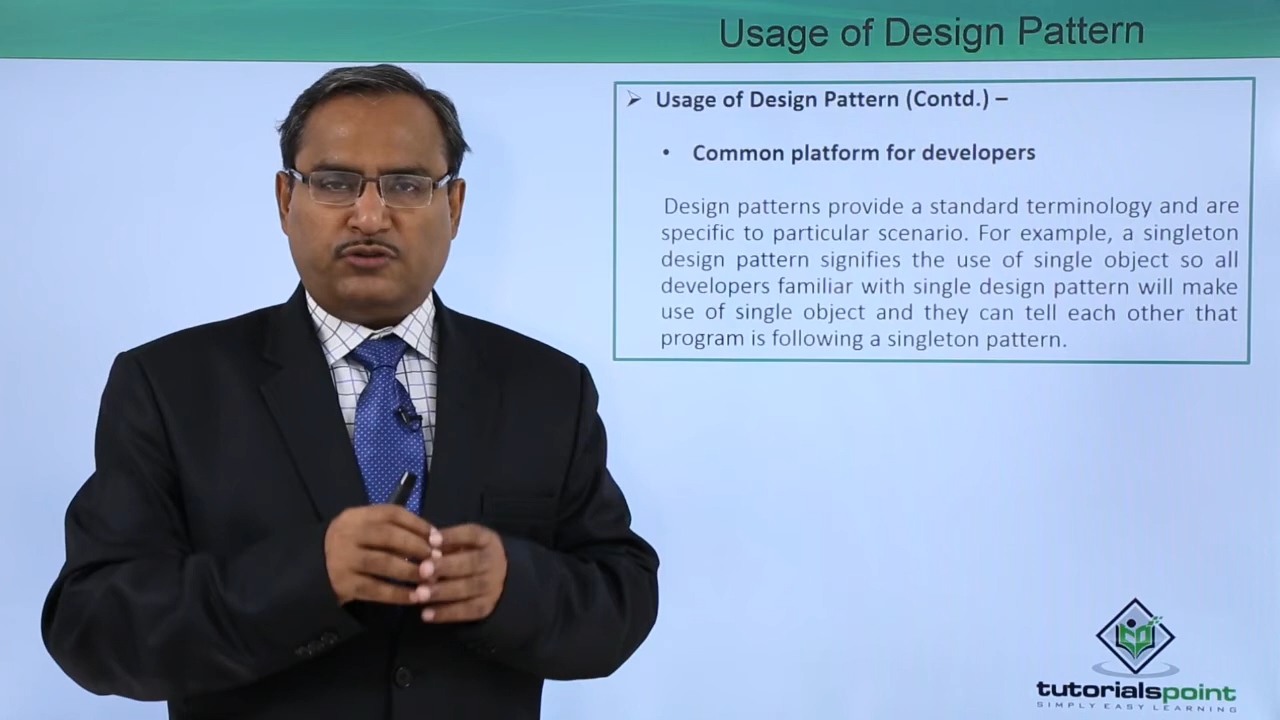 Usage of Design Pattern
➢ Usage of Design Pattern (Contd.) –
• Common platform for developers
Design patterns provide a standard terminology and are
specific to particular scenario. For example, a singleton
design pattern signifies the use of single object so all
developers familiar with single design pattern will make
use of single object and they can tell each other that
program is following a singleton pattern.
tutorialspoint
SIMPLY EASY LEARNING